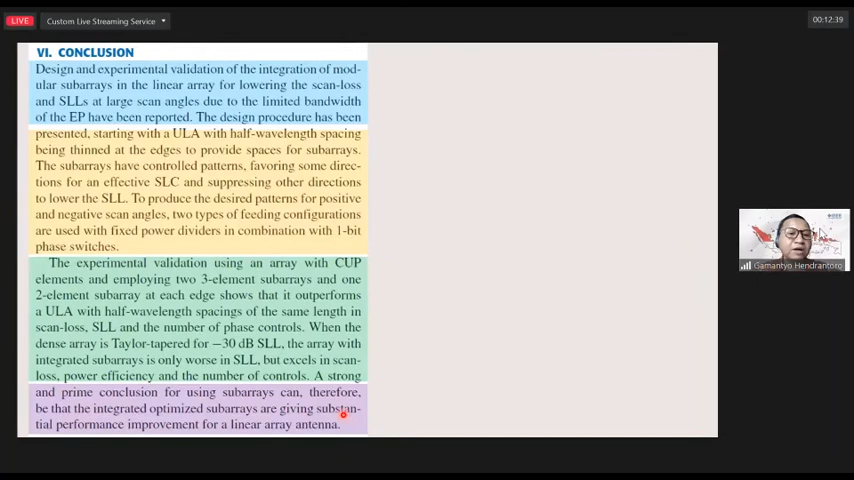 LIVE
Custom Live Streaming Service
00:12:39
VI. CONCLUSION
Design and experimental validation of the integration of mod-
ular subarrays in the linear array for lowering the scan-loss
and SLLs at large scan angles due to the limited bandwidth
of the EP have been reported. The design procedure has been
presented, starting with a ULA with half-wavelength spacing
being thinned at the edges to provide spaces for subarrays.
The subarrays have controlled patterns, favoring some direc-
tions for an effective SLC and suppressing other directions
to lower the SLL. To produce the desired patterns for positive
and negative scan angles, two types of feeding configurations
are used with fixed power dividers in combination with 1-bit
phase switches.
The experimental validation using an array with CUP
elements and employing two 3-element subarrays and one
2-element subarray at each edge shows that it outperforms
a ULA with half-wavelength spacings of the same length in
scan-loss, SLL and the number of phase controls. When the
dense array is Taylor-tapered for −30 dB SLL, the array with
integrated subarrays is only worse in SLL, but excels in scan-
loss, power efficiency and the number of controls. A strong
and prime conclusion for using subarrays can, therefore,
be that the integrated optimized subarrays are giving substan-
tial performance improvement for a linear array antenna.
Gamantyo Hendrantoro